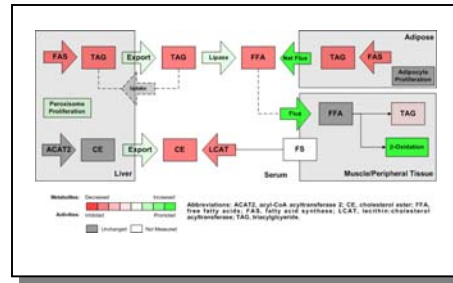 Adipose
FAS TAG Export TAG Lipase FFA Net Flux TAG FAS
Uptake
Adipocyte
Proliferation
Peroxisome
Proliferation
Flux FFA TAG
ACAT2 CE Export CE LCAT FS β-Oxidation
Liver Serum Muscle/Peripheral Tissue
Metabolites: Decreased Increased
Activities: Inhibited Promoted
Unchanged Not Measured
Abbreviations: ACAT2, acyl-CoA acyltransferase 2; CE, cholesterol ester; FFA,
free fatty acids; FAS, fatty acid synthase; LCAT, lecithin:cholesterol
acyltransferase; TAG, triacylglyceride.